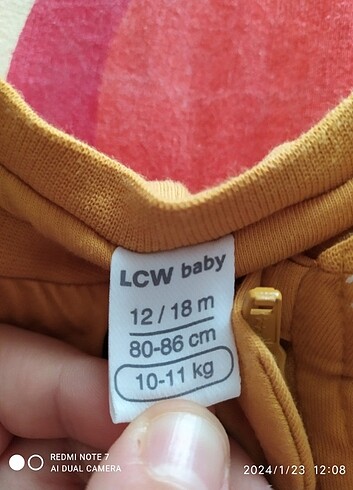 LCW baby
12 / 18 m
80-86 cm
10-11 kg
REDMI NOTE 7
AI DUAL CAMERA
2024/1/23 12:08